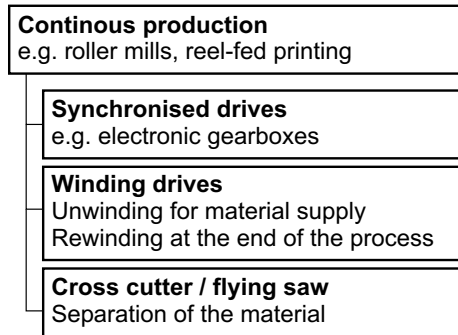 Continous production
e.g. roller mills, reel-fed printing
Synchronised drives
e.g. electronic gearboxes
Winding drives
Unwinding for material supply
Rewinding at the end of the process
Cross cutter / flying saw
Separation of the material